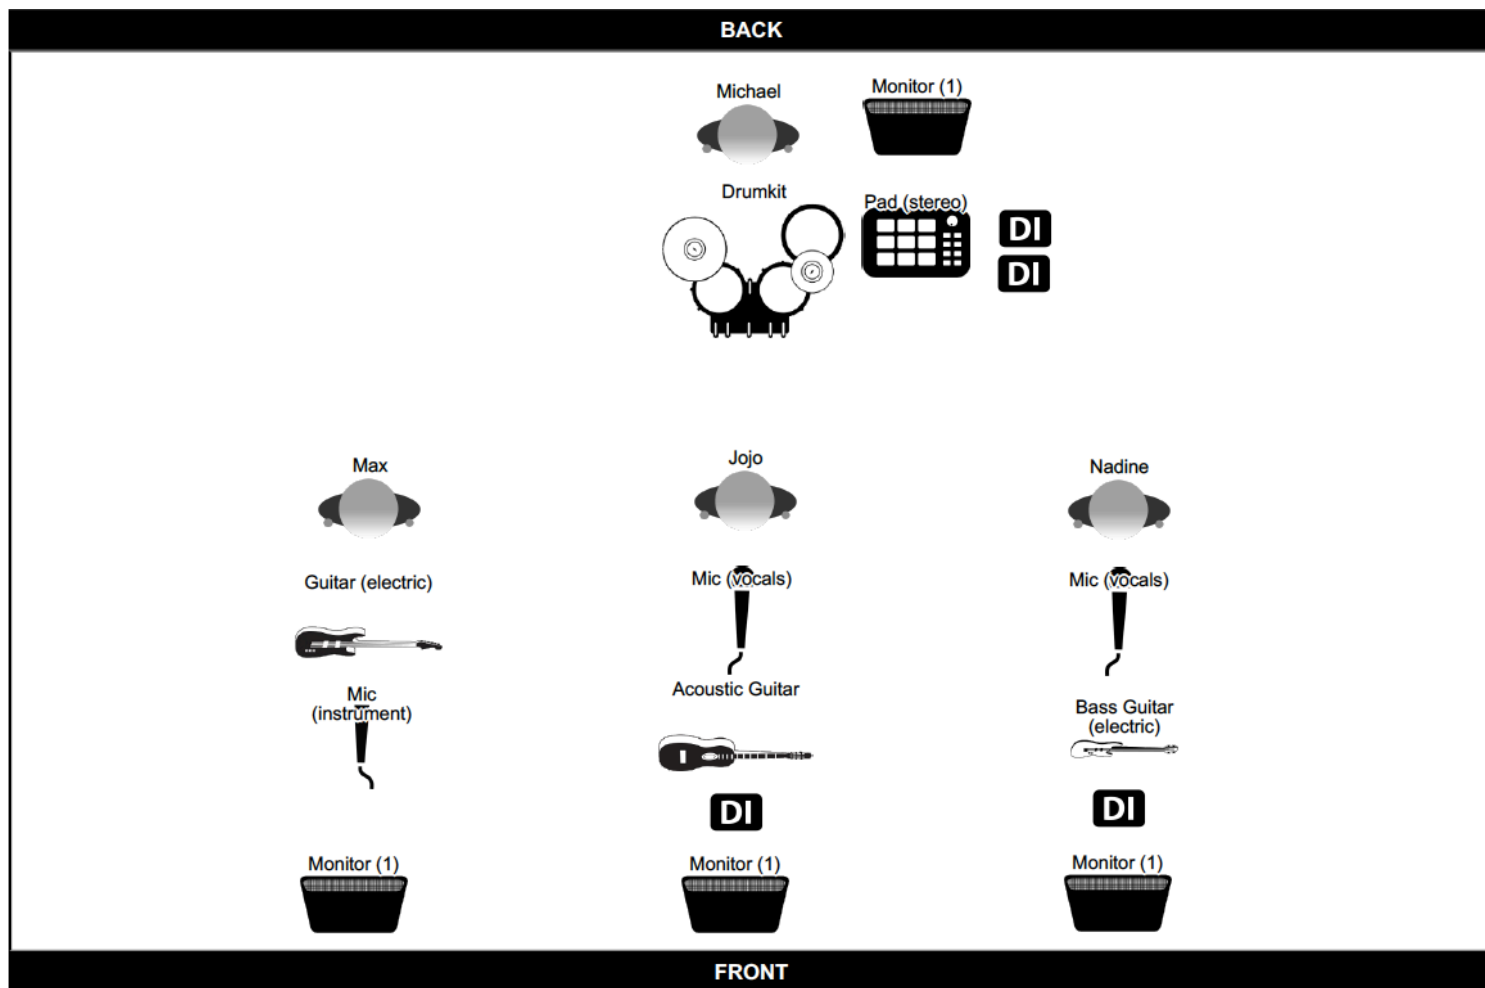 BACK
Michael
Monitor (1)
Drumkit
Pad (stereo)
DI
DI
Max
Jojo
Nadine
Guitar (electric)
Mic (vocals)
Mic (vocals)
Mic
(instrument)
Acoustic Guitar
Bass Guitar
(electric)
DI
DI
Monitor (1)
Monitor (1)
Monitor (1)
FRONT